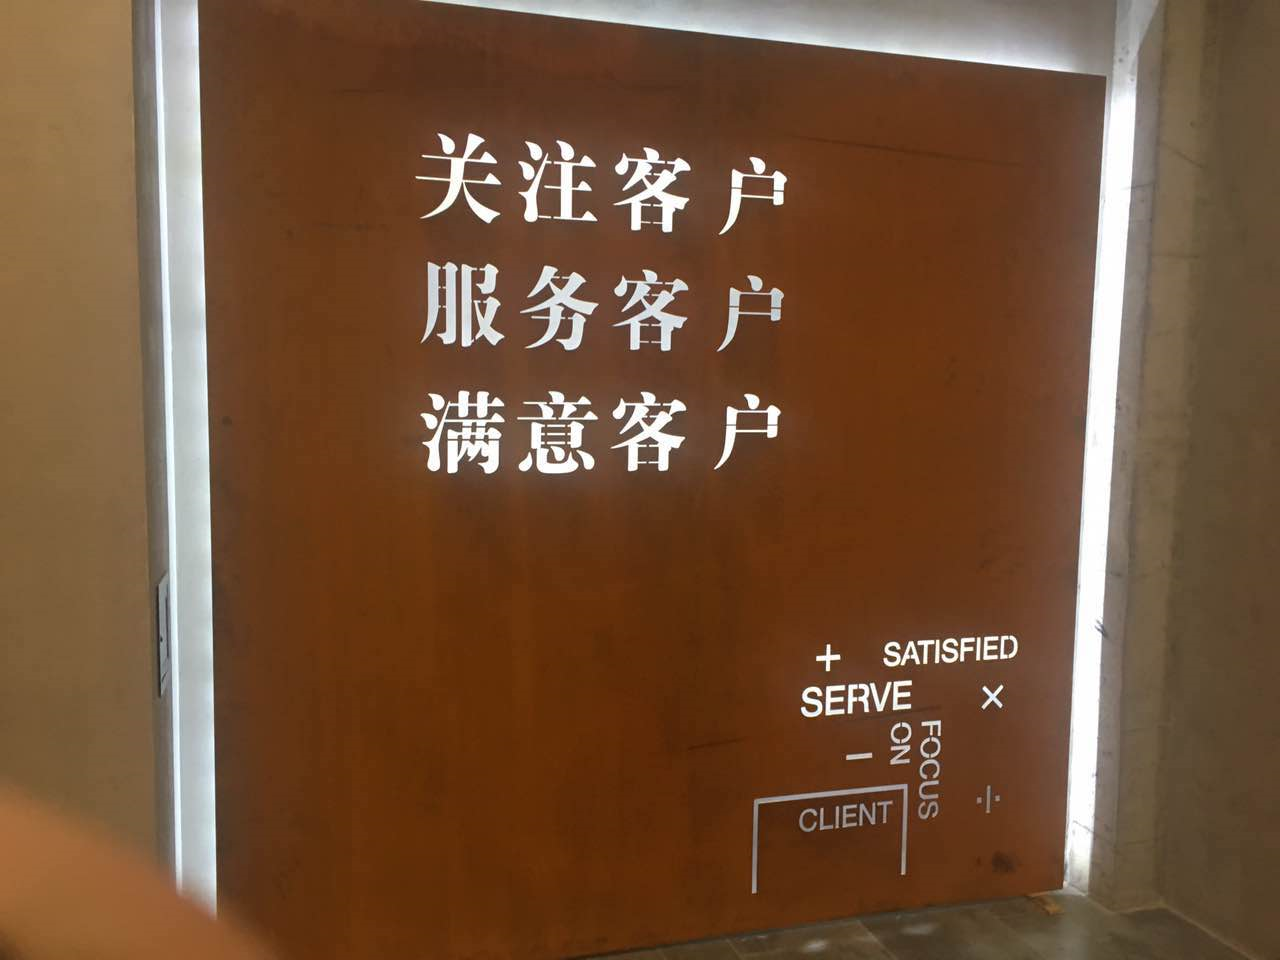 关注客户
服务客户
满意客户
+ SATISFIED
SERVE ×
ON
FOCUS
−
÷
CLIENT